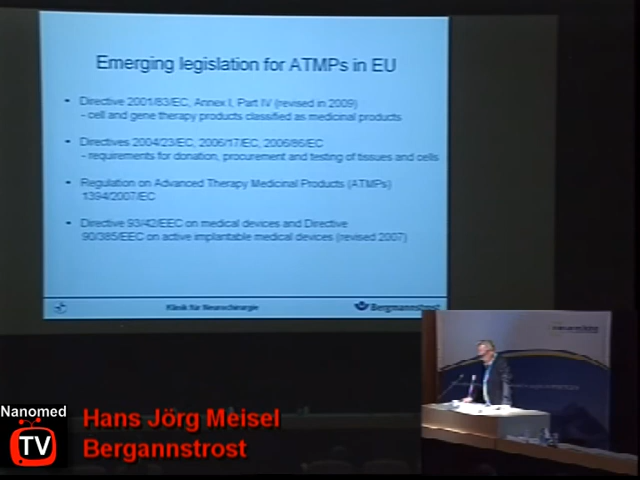 Emerging legislation for ATMPs in EU
• Directive 2001/83/EC, Annex I, Part IV (revised in 2009)
- cell and gene therapy products classified as medicinal products
• Directives 2004/23/EC, 2006/17/EC, 2006/86/EC
- requirements for donation, procurement and testing of tissues and cells
• Regulation on Advanced Therapy Medicinal Products (ATMPs)
1394/2007/EC
• Directive 93/42/EEC on medical devices and Directive
90/385/EEC on active implantable medical devices (revised 2007)
Klinik für Neurochirurgie
Bergmannstrost
Nanomed
TV
Hans Jörg Meisel
Bergannstrost